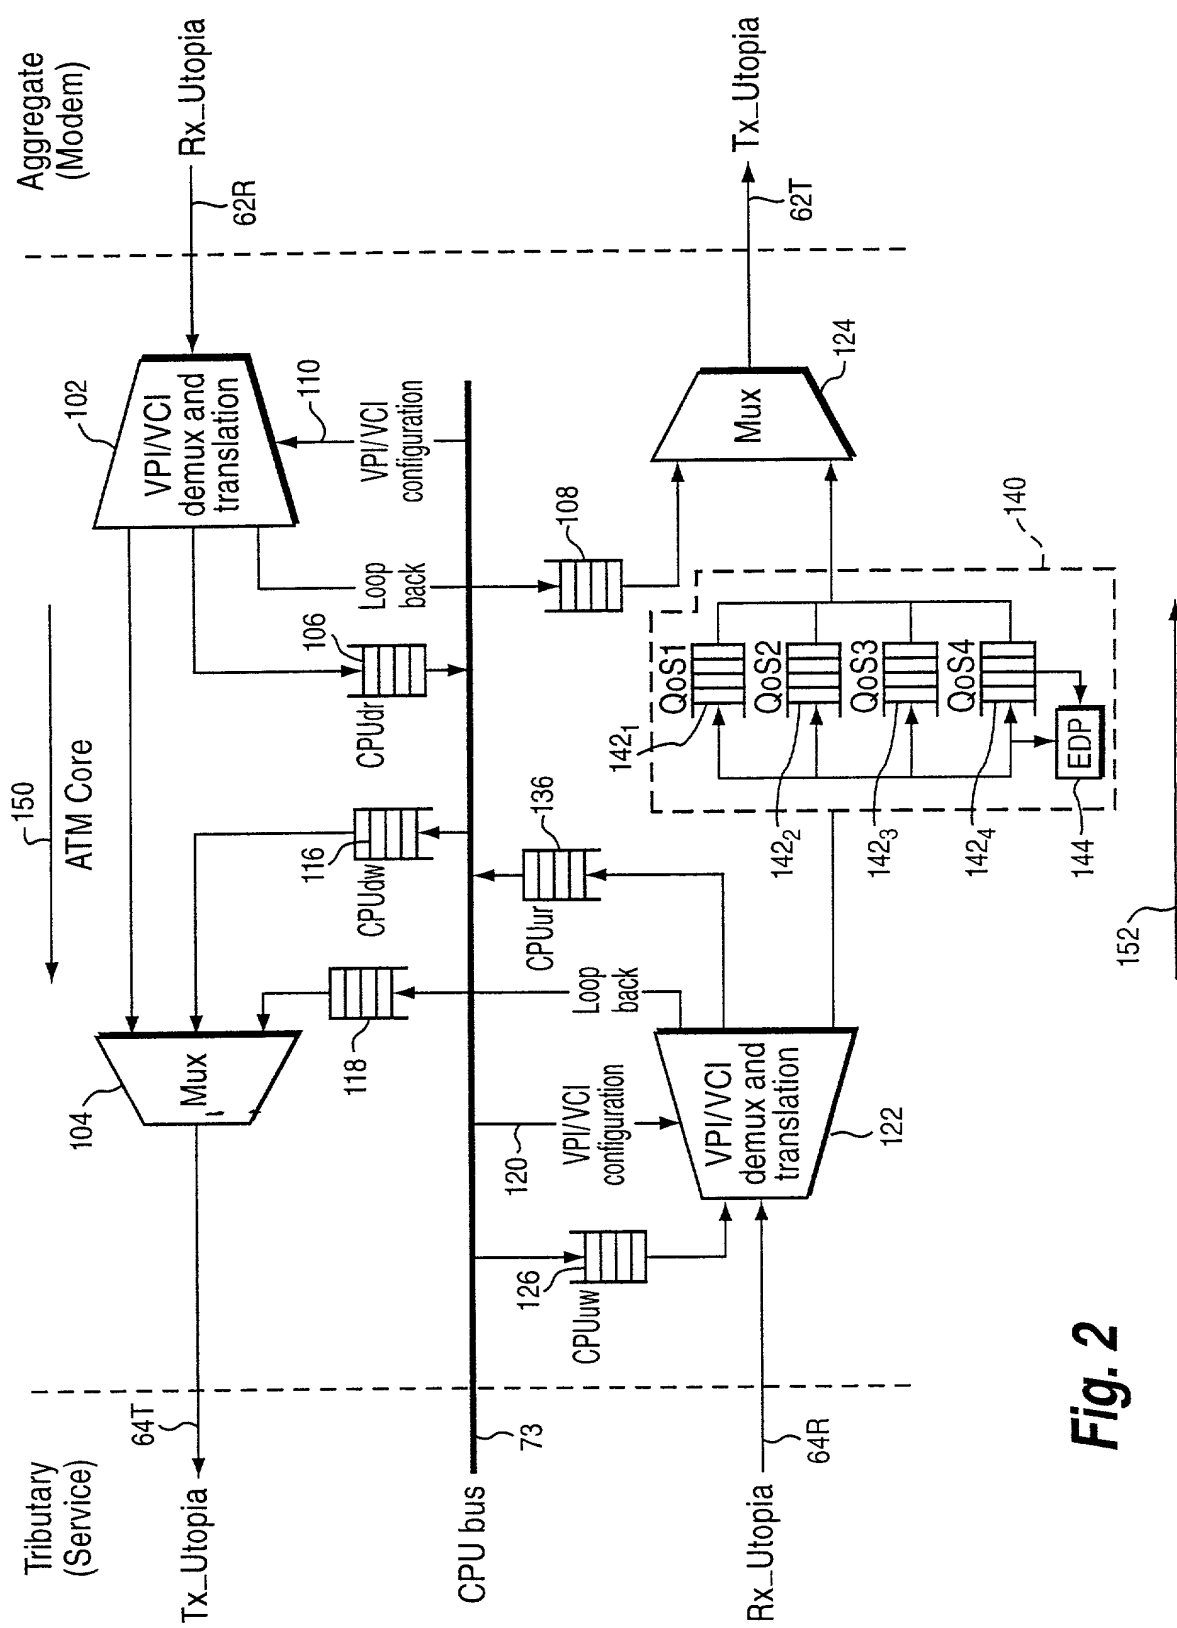 Tributary
(Service)
ATM Core
150
Aggregate
(Modem)
Tx_Utopia
64T
104
Mux
VPI/VCI
demux and
translation
102
62R
Rx_Utopia
118
116
CPUdw
106
CPUdr
Loop
back
VPI/VCI
configuration
110
CPU bus
73
126
CPUuw
120
VPI/VCI
configuration
Loop
back
CPUur
136
108
Rx_Utopia
64R
VPI/VCI
demux and
translation
122
142₁
QoS1
142₂
QoS2
142₃
QoS3
142₄
QoS4
144
EDP
140
Mux
124
62T
Tx_Utopia
152
Fig. 2